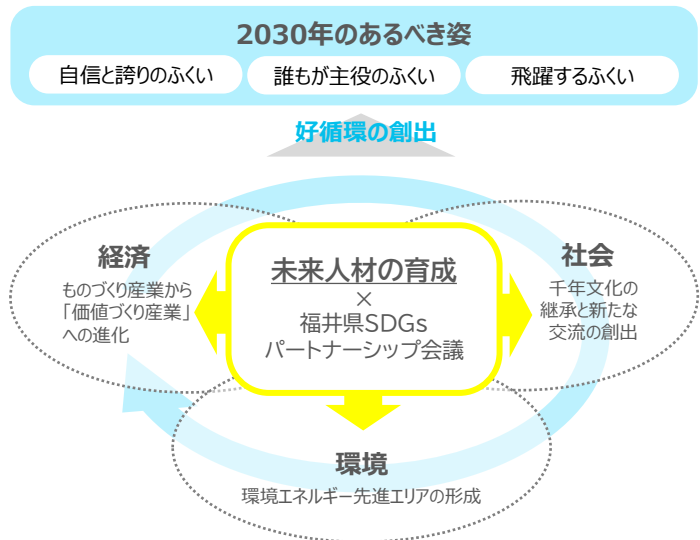 2030年のあるべき姿
自信と誇りのふくい
誰もが主役のふくい
飛躍するふくい
好循環の創出
経済
ものづくり産業から
「価値づくり産業」
への進化
未来人材の育成
×
福井県SDGs
パートナーシップ会議
社会
千年文化の
継承と新たな
交流の創出
環境
環境エネルギー先進エリアの形成